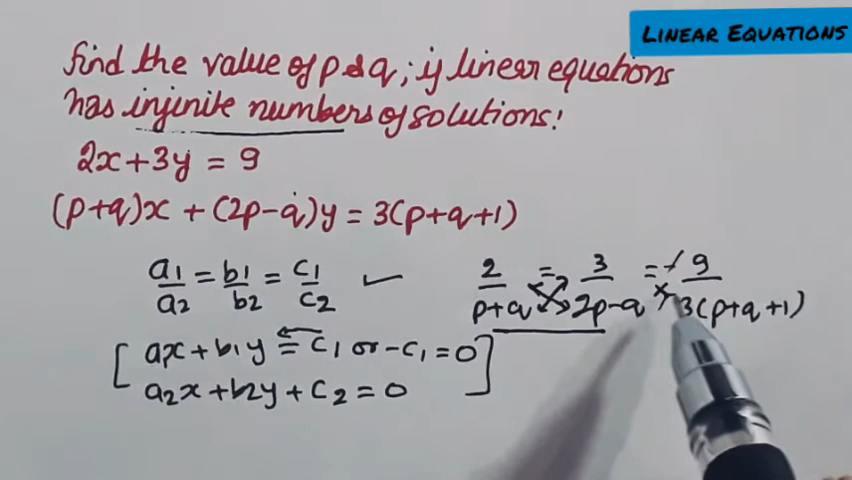 LINEAR EQUATIONS
Find the value of p & q; if linear equations
has infinite numbers of solutions!
2x+3y = 9
(p+q)x + (2p-q)y = 3(p+q+1)
a1/a2 = b1/b2 = c1/c2
2/p+q = 3/2p-q = 9/3(p+q+1)
ax + b1y = c1 or -c1 = 0
a2x + b2y + c2 = 0